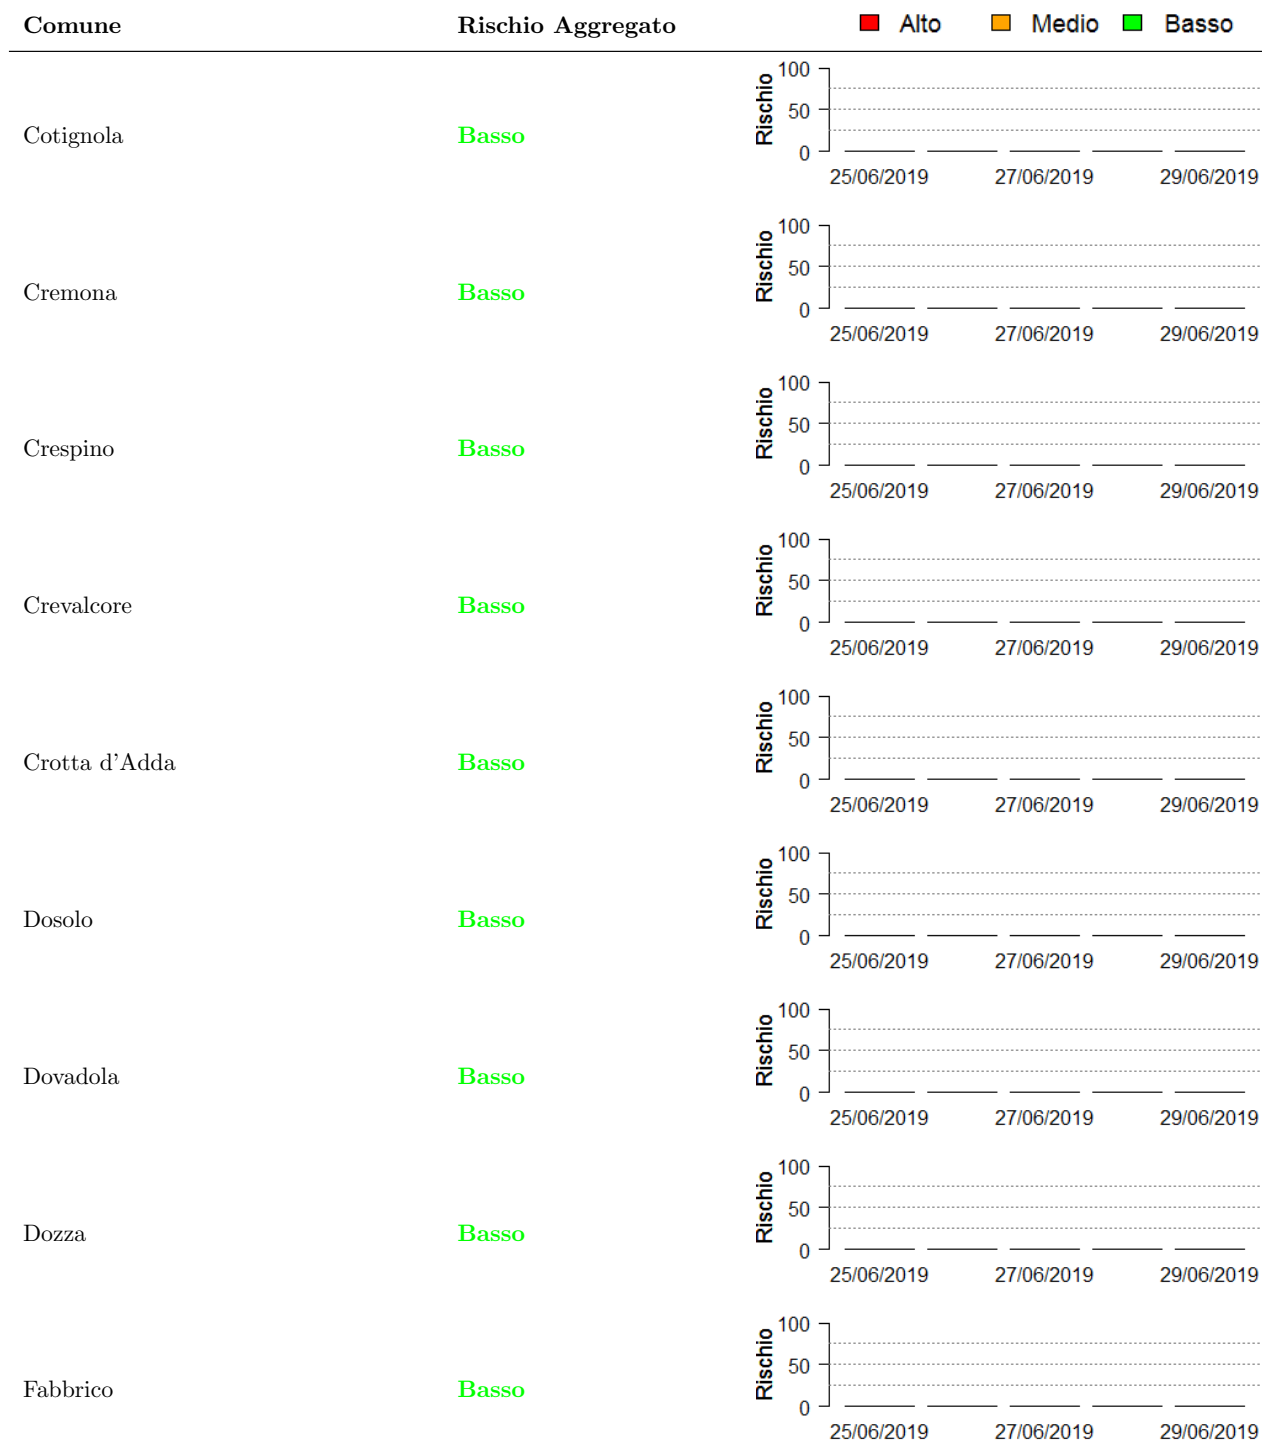 Comune Rischio Aggregato Alto Medio Basso
Cotignola Basso
Rischio
100
50
0
25/06/2019 27/06/2019 29/06/2019
Cremona Basso
Rischio
100
50
0
25/06/2019 27/06/2019 29/06/2019
Crespino Basso
Rischio
100
50
0
25/06/2019 27/06/2019 29/06/2019
Crevalcore Basso
Rischio
100
50
0
25/06/2019 27/06/2019 29/06/2019
Crotta d'Adda Basso
Rischio
100
50
0
25/06/2019 27/06/2019 29/06/2019
Dosolo Basso
Rischio
100
50
0
25/06/2019 27/06/2019 29/06/2019
Dovadola Basso
Rischio
100
50
0
25/06/2019 27/06/2019 29/06/2019
Dozza Basso
Rischio
100
50
0
25/06/2019 27/06/2019 29/06/2019
Fabbrico Basso
Rischio
100
50
0
25/06/2019 27/06/2019 29/06/2019